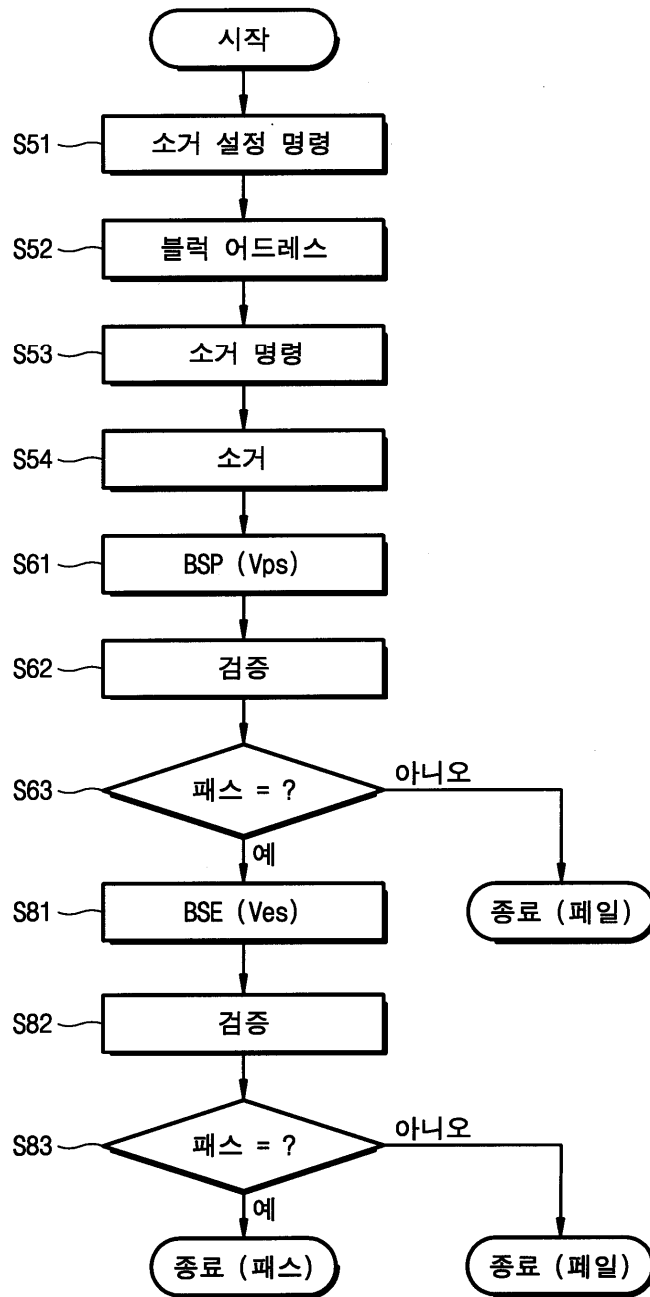 시작
S51 소거 설정 명령
S52 블럭 어드레스
S53 소거 명령
S54 소거
S61 BSP (Vps)
S62 검증
S63 패스 = ? 아니오
예
S81 BSE (Ves) 종료 (페일)
S82 검증
S83 패스 = ? 아니오
예
종료 (패스) 종료 (페일)